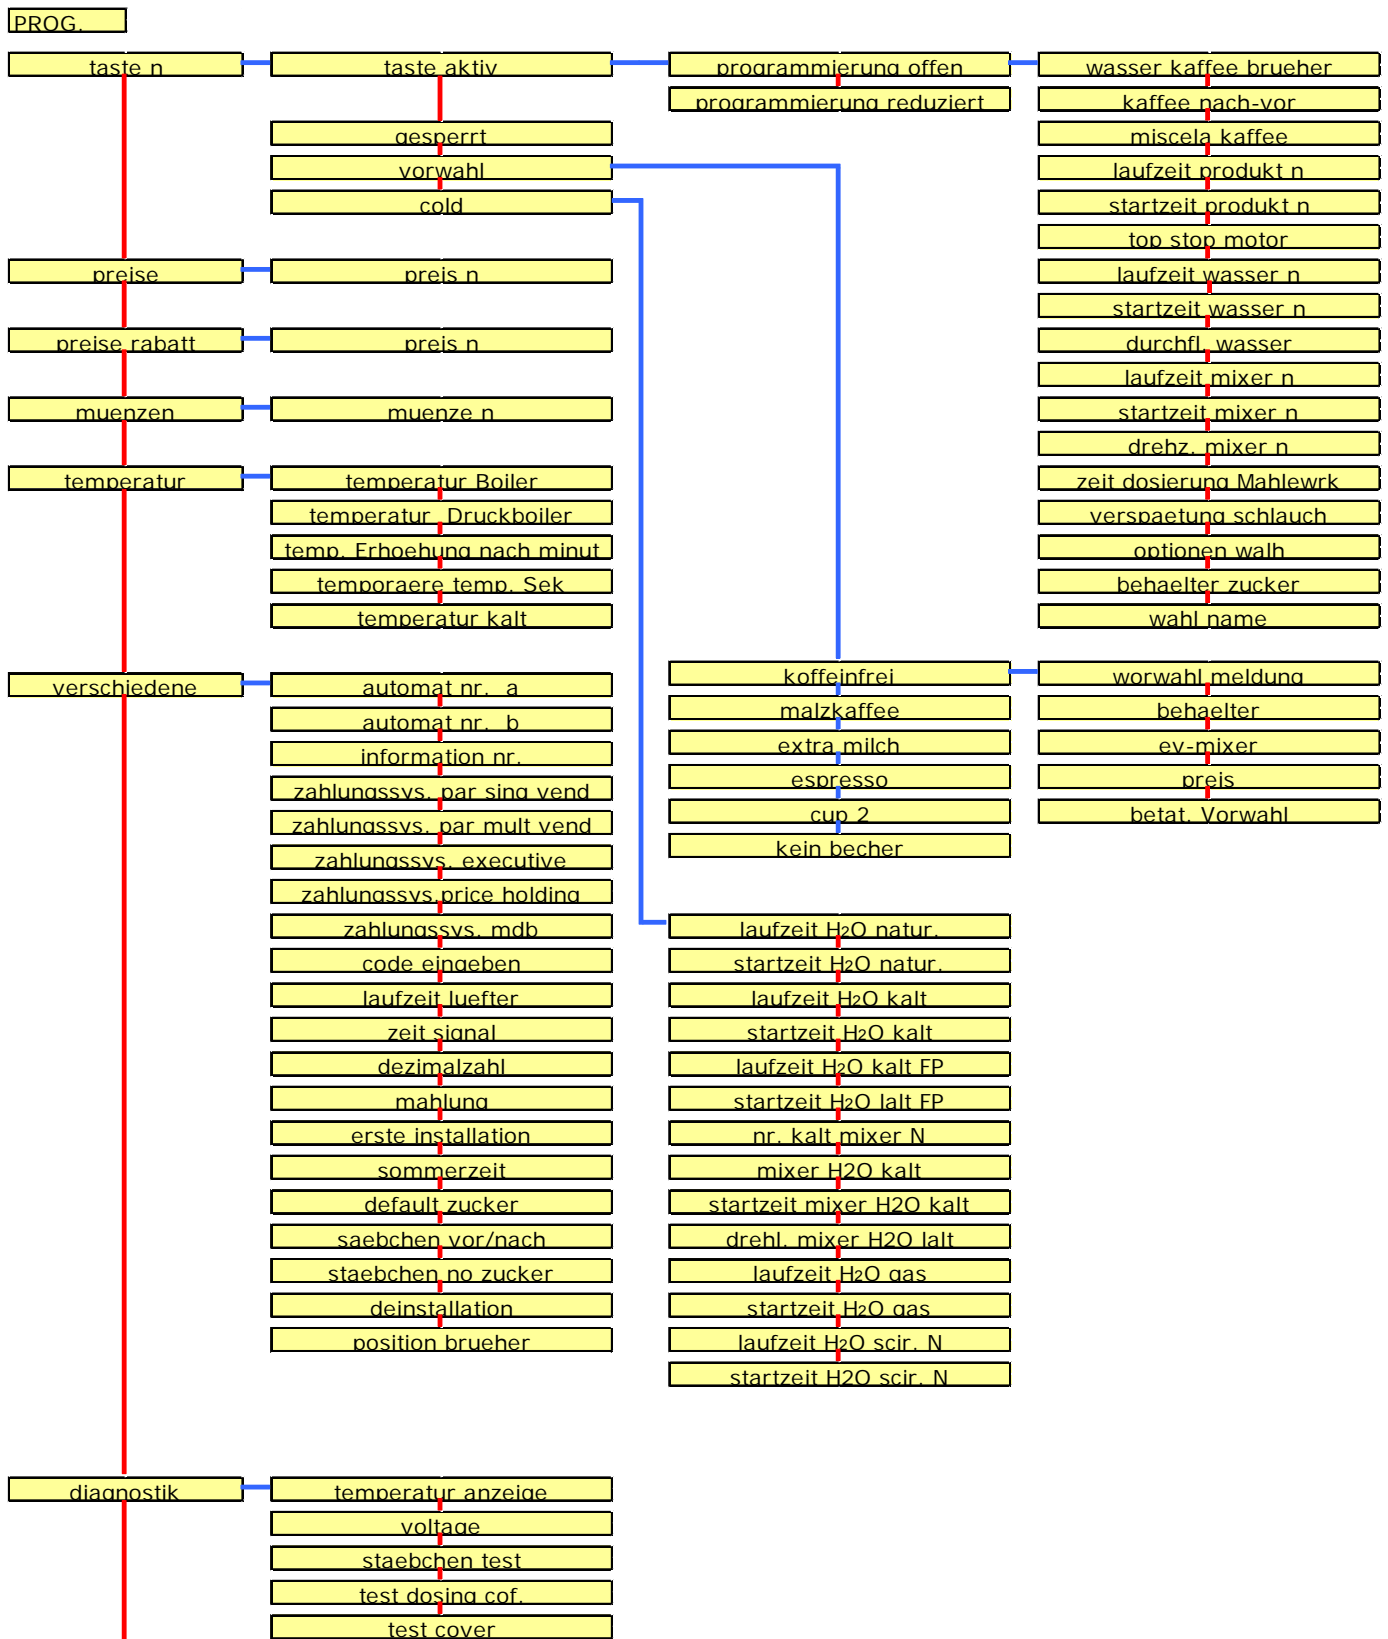 PROG.
taste n
taste aktiv
programmierung offen
wasser kaffee brueher
programmierung reduziert
kaffee nach-vor
gesperrt
miscela kaffee
vorwahl
laufzeit produkt n
cold
startzeit produkt n
top stop motor
preise
preis n
laufzeit wasser n
startzeit wasser n
preise rabatt
preis n
durchfl. wasser
laufzeit mixer n
muenzen
muenze n
startzeit mixer n
drehz. mixer n
temperatur
temperatur Boiler
zeit dosierung Mahlewrk
temperatur Druckboiler
verspaetung schlauch
temp. Erhoehung nach minut
optionen walh
temporaere temp. Sek
behaelter zucker
temperatur kalt
wahl name
verschiedene
automat nr. a
koffeinfrei
worwahl meldung
automat nr. b
malzkaffee
behaelter
information nr.
extra milch
ev-mixer
zahlungssys. par sing vend
espresso
preis
zahlungssys. par mult vend
cup 2
betat. Vorwahl
zahlungssys. executive
kein becher
zahlungssys.price holding
zahlungssys. mdb
laufzeit H2O natur.
code eingeben
startzeit H2O natur.
laufzeit luefter
laufzeit H2O kalt
zeit signal
startzeit H2O kalt
dezimalzahl
laufzeit H2O kalt FP
mahlung
startzeit H2O lalt FP
erste installation
nr. kalt mixer N
sommerzeit
mixer H2O kalt
default zucker
startzeit mixer H2O kalt
saebchen vor/nach
drehl. mixer H2O lalt
staebchen no zucker
laufzeit H2O gas
deinstallation
startzeit H2O gas
position brueher
laufzeit H2O scir. N
startzeit H2O scir. N
diagnostik
temperatur anzeige
voltage
staebchen test
test dosing cof.
test cover